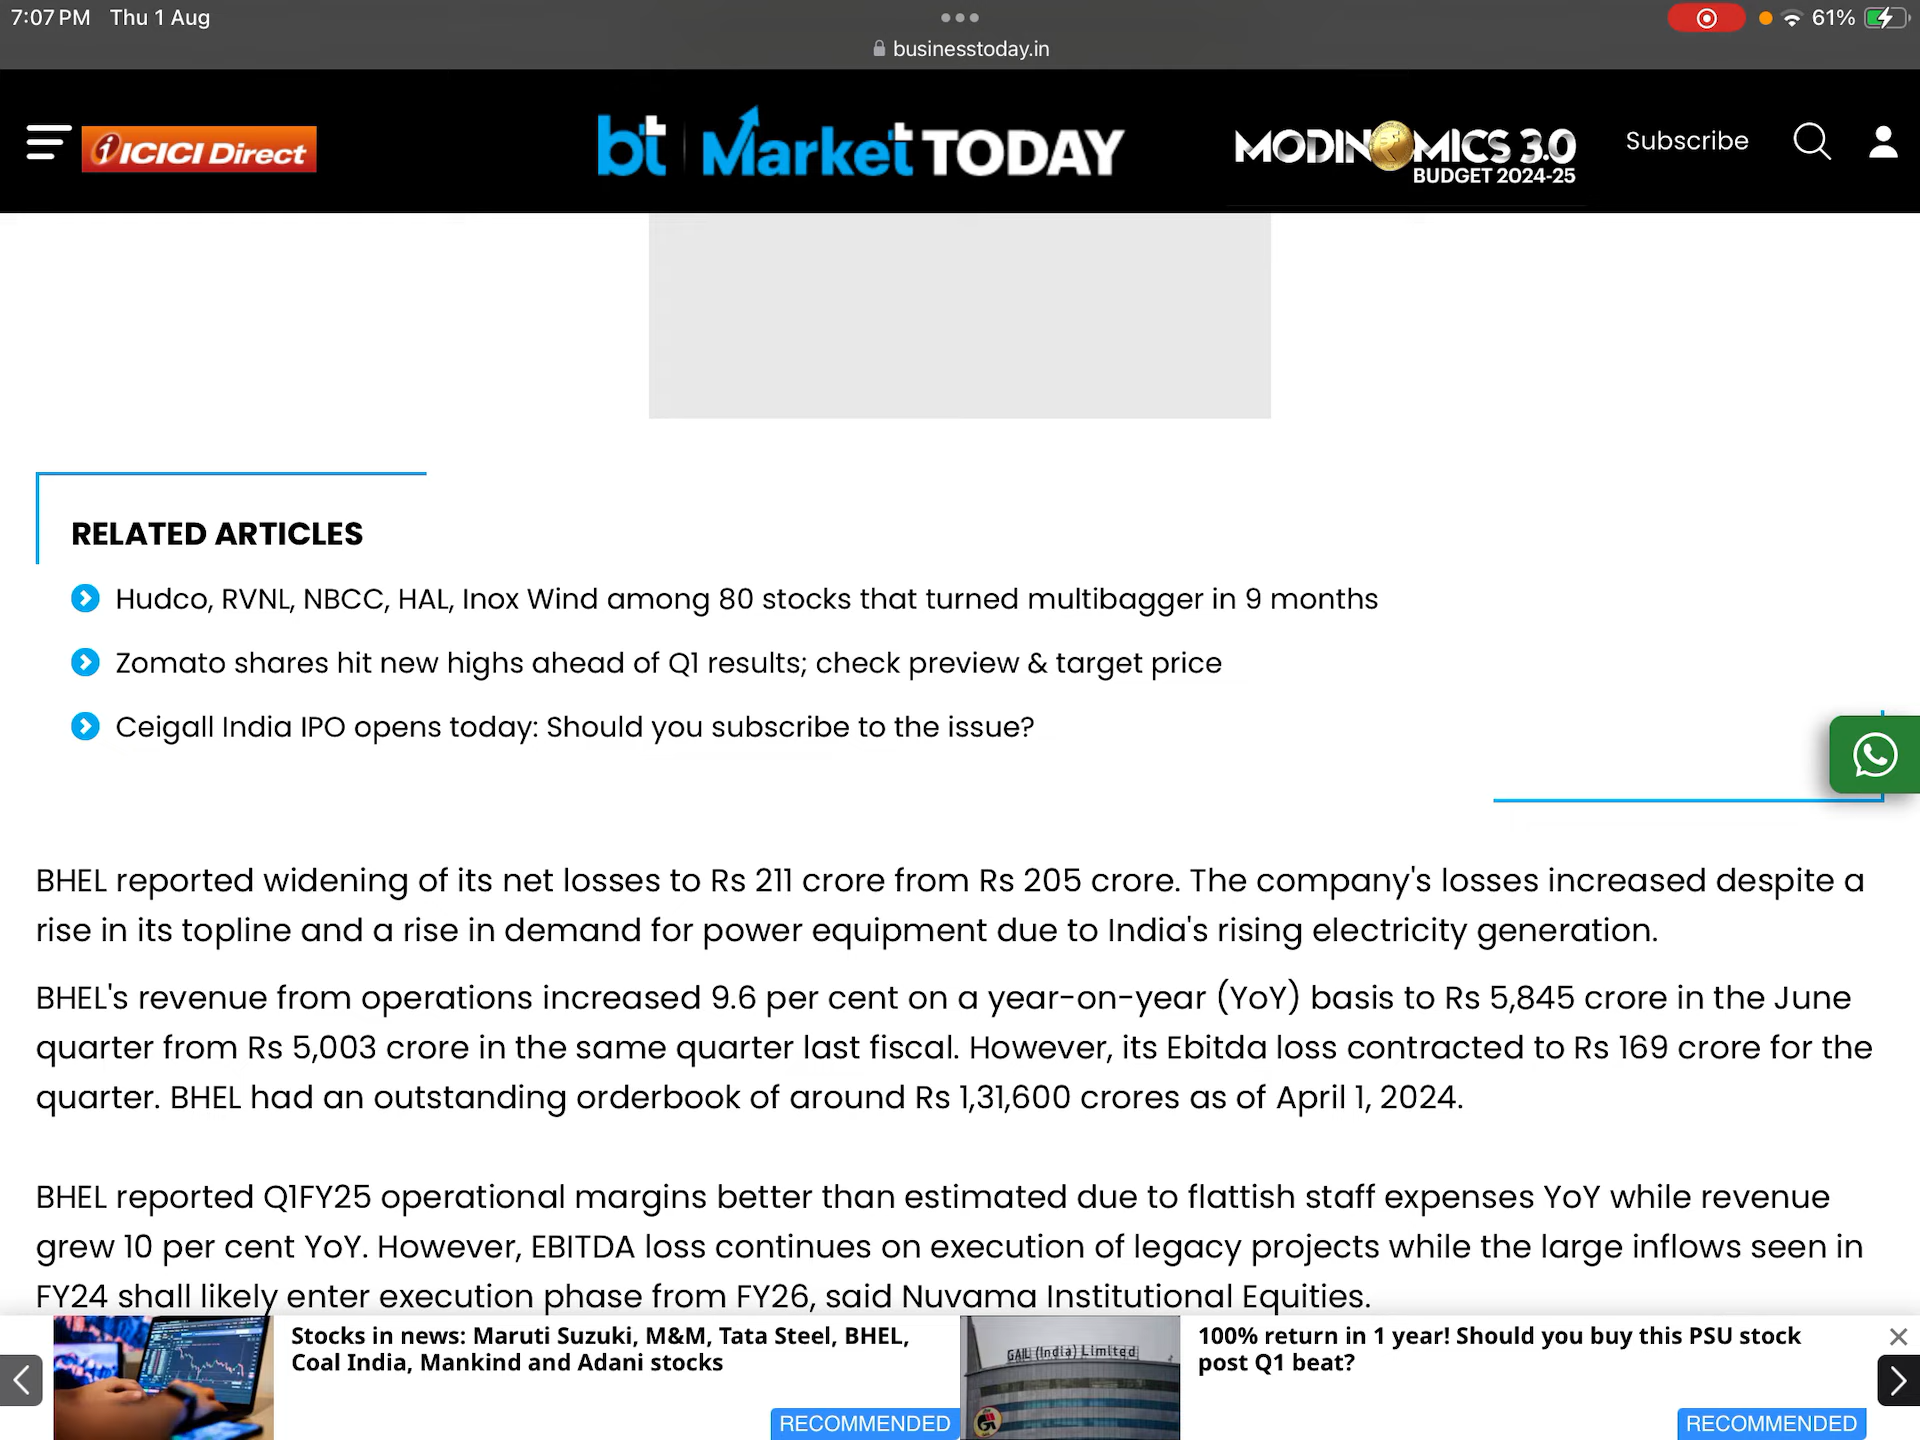 7:07 PM Thu 1 Aug
61%
businesstoday.in
ICICI Direct
bt Market TODAY
MODINOMICS 3.0
BUDGET 2024-25
Subscribe
RELATED ARTICLES
Hudco, RVNL, NBCC, HAL, Inox Wind among 80 stocks that turned multibagger in 9 months
Zomato shares hit new highs ahead of Q1 results; check preview & target price
Ceigall India IPO opens today: Should you subscribe to the issue?
BHEL reported widening of its net losses to Rs 211 crore from Rs 205 crore. The company's losses increased despite a
rise in its topline and a rise in demand for power equipment due to India's rising electricity generation.
BHEL's revenue from operations increased 9.6 per cent on a year-on-year (YoY) basis to Rs 5,845 crore in the June
quarter from Rs 5,003 crore in the same quarter last fiscal. However, its Ebitda loss contracted to Rs 169 crore for the
quarter. BHEL had an outstanding orderbook of around Rs 1,31,600 crores as of April 1, 2024.
BHEL reported Q1FY25 operational margins better than estimated due to flattish staff expenses YoY while revenue
grew 10 per cent YoY. However, EBITDA loss continues on execution of legacy projects while the large inflows seen in
FY24 shall likely enter execution phase from FY26, said Nuvama Institutional Equities.
Stocks in news: Maruti Suzuki, M&M, Tata Steel, BHEL,
Coal India, Mankind and Adani stocks
RECOMMENDED
GAIL (India) Limited
100% return in 1 year! Should you buy this PSU stock
post Q1 beat?
RECOMMENDED